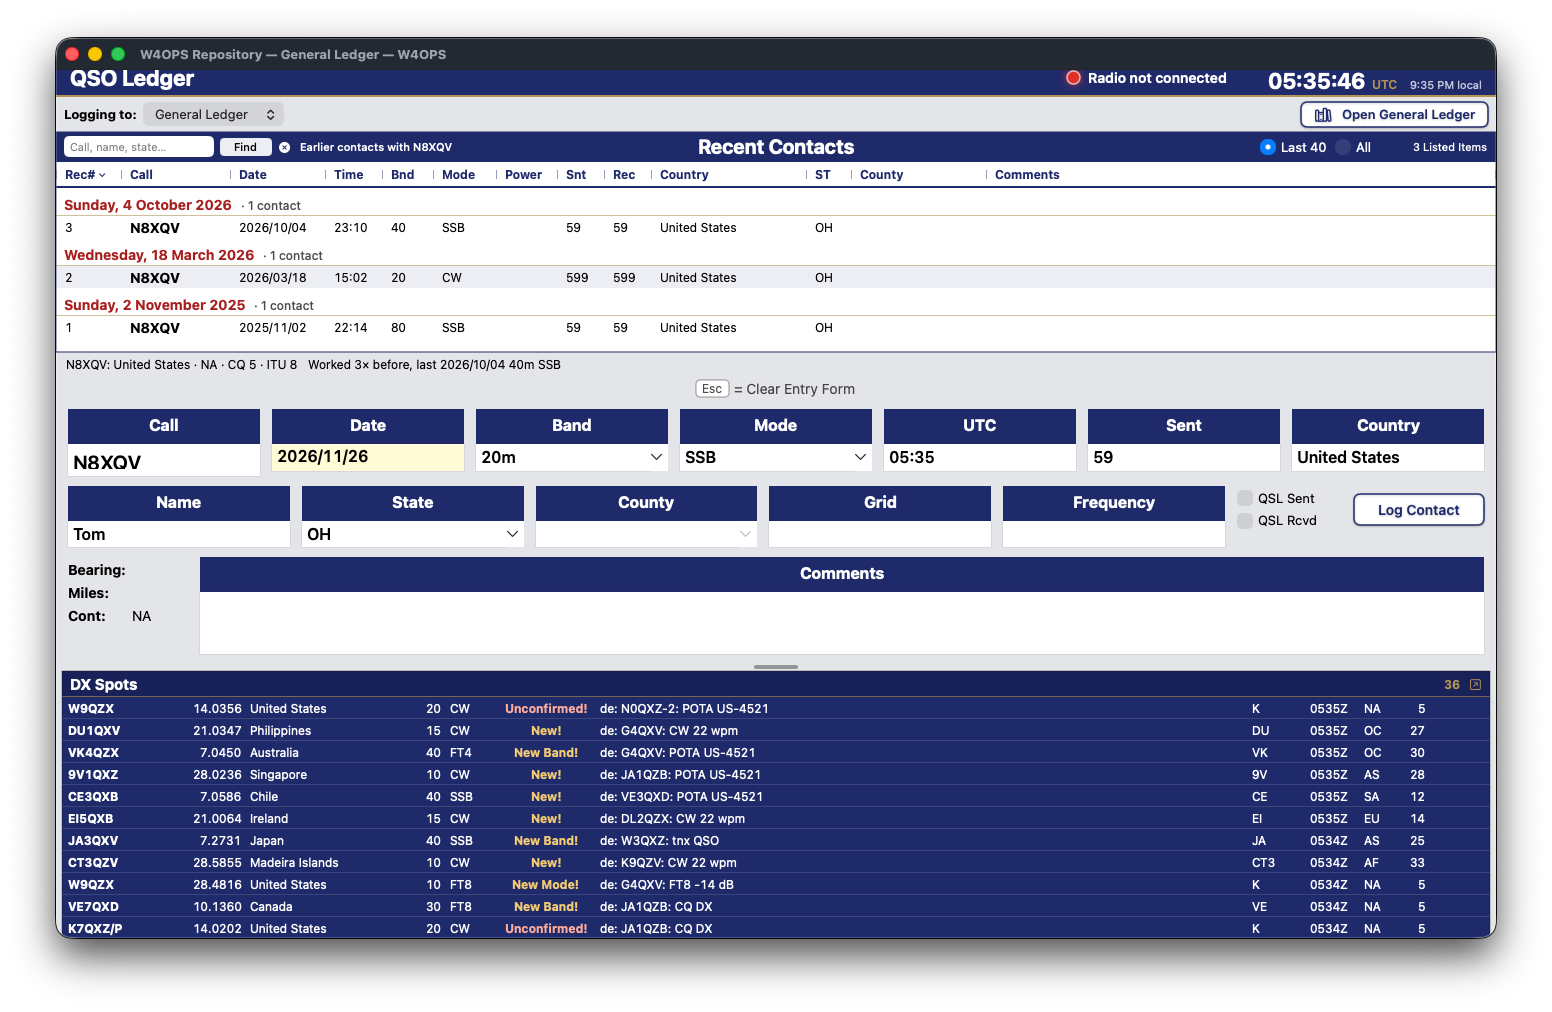 W4OPS Repository — General Ledger — W4OPS
QSO Ledger Radio not connected 05:35:46 UTC 9:35 PM local
Logging to: General Ledger Open General Ledger
Call, name, state... Find Earlier contacts with N8XQV Recent Contacts Last 40 All 3 Listed Items
Rec# Call Date Time Bnd Mode Power Snt Rec Country ST County Comments
Sunday, 4 October 2026 · 1 contact
3 N8XQV 2026/10/04 23:10 40 SSB 59 59 United States OH
Wednesday, 18 March 2026 · 1 contact
2 N8XQV 2026/03/18 15:02 20 CW 599 599 United States OH
Sunday, 2 November 2025 · 1 contact
1 N8XQV 2025/11/02 22:14 80 SSB 59 59 United States OH
N8XQV: United States · NA · CQ 5 · ITU 8 Worked 3× before, last 2026/10/04 40m SSB
Esc = Clear Entry Form
Call Date Band Mode UTC Sent Country
N8XQV 2026/11/26 20m SSB 05:35 59 United States
Name State County Grid Frequency QSL Sent
QSL Rcvd Log Contact
Tom OH
Bearing: Comments
Miles:
Cont: NA
DX Spots 36
W9QZX 14.0356 United States 20 CW Unconfirmed! de: N0QXZ-2: POTA US-4521 K 0535Z NA 5
DU1QXV 21.0347 Philippines 15 CW New! de: G4QXV: CW 22 wpm DU 0535Z OC 27
VK4QZX 7.0450 Australia 40 FT4 New Band! de: G4QXV: POTA US-4521 VK 0535Z OC 30
9V1QXZ 28.0236 Singapore 10 CW New! de: JA1QZB: POTA US-4521 9V 0535Z AS 28
CE3QXB 7.0586 Chile 40 SSB New! de: VE3QXD: POTA US-4521 CE 0535Z SA 12
EI5QXB 21.0064 Ireland 15 CW New! de: DL2QZX: CW 22 wpm EI 0535Z EU 14
JA3QXV 7.2731 Japan 40 SSB New Band! de: W3QXZ: tnx QSO JA 0534Z AS 25
CT3QZV 28.5855 Madeira Islands 10 CW New! de: K9QZV: CW 22 wpm CT3 0534Z AF 33
W9QZX 28.4816 United States 10 FT8 New Mode! de: G4QXV: FT8 -14 dB K 0534Z NA 5
VE7QXD 10.1360 Canada 30 FT8 New Band! de: JA1QZB: CQ DX VE 0534Z NA 5
K7QXZ/P 14.0202 United States 20 CW Unconfirmed! de: JA1QZB: CQ DX K 0534Z NA 5